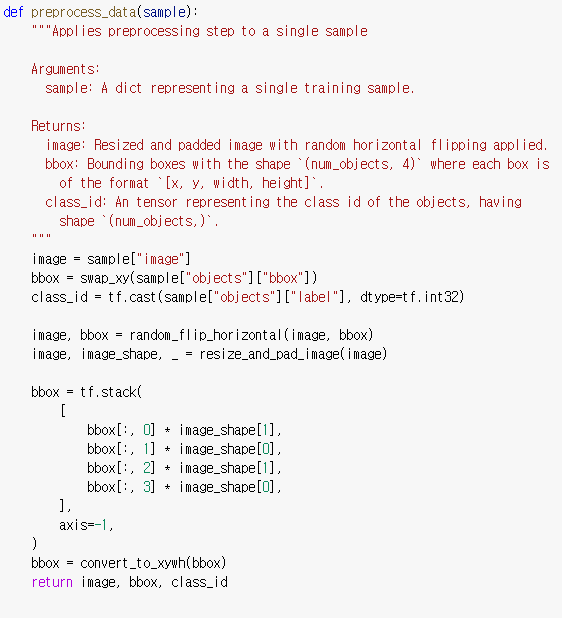 def preprocess_data(sample):
    """Applies preprocessing step to a single sample

    Arguments:
      sample: A dict representing a single training sample.

    Returns:
      image: Resized and padded image with random horizontal flipping applied.
      bbox: Bounding boxes with the shape `(num_objects, 4)` where each box is
        of the format `[x, y, width, height]`.
      class_id: An tensor representing the class id of the objects, having
        shape `(num_objects,)`.
    """
    image = sample["image"]
    bbox = swap_xy(sample["objects"]["bbox"])
    class_id = tf.cast(sample["objects"]["label"], dtype=tf.int32)

    image, bbox = random_flip_horizontal(image, bbox)
    image, image_shape, _ = resize_and_pad_image(image)

    bbox = tf.stack(
        [
            bbox[:, 0] * image_shape[1],
            bbox[:, 1] * image_shape[0],
            bbox[:, 2] * image_shape[1],
            bbox[:, 3] * image_shape[0],
        ],
        axis=-1,
    )
    bbox = convert_to_xywh(bbox)
    return image, bbox, class_id